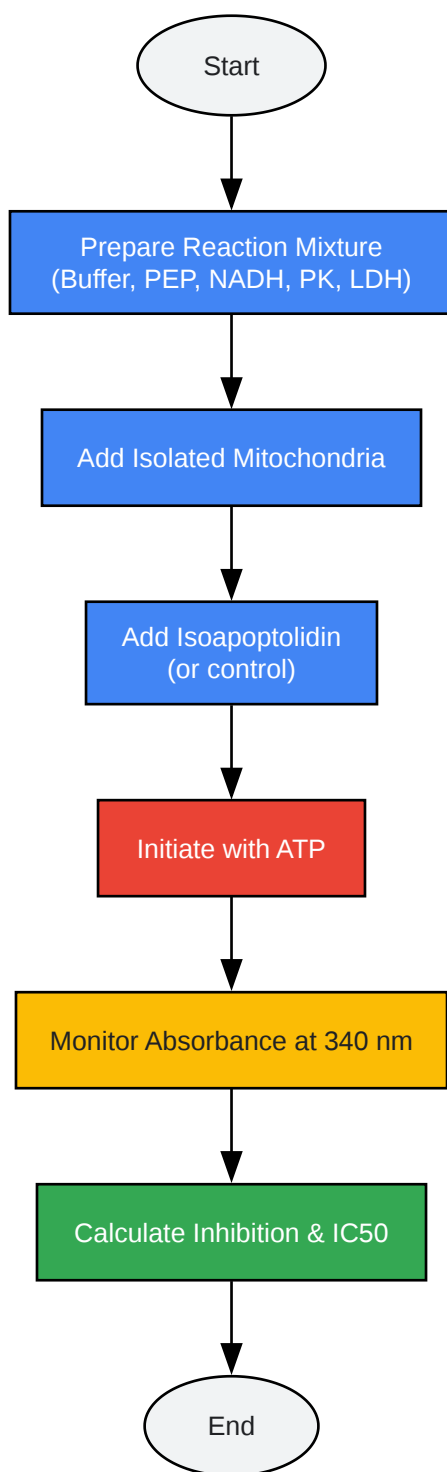 Start
Prepare Reaction Mixture
(Buffer, PEP, NADH, PK, LDH)
Add Isolated Mitochondria
Add Isoapoptolidin
(or control)
Initiate with ATP
Monitor Absorbance at 340 nm
Calculate Inhibition & IC50
End